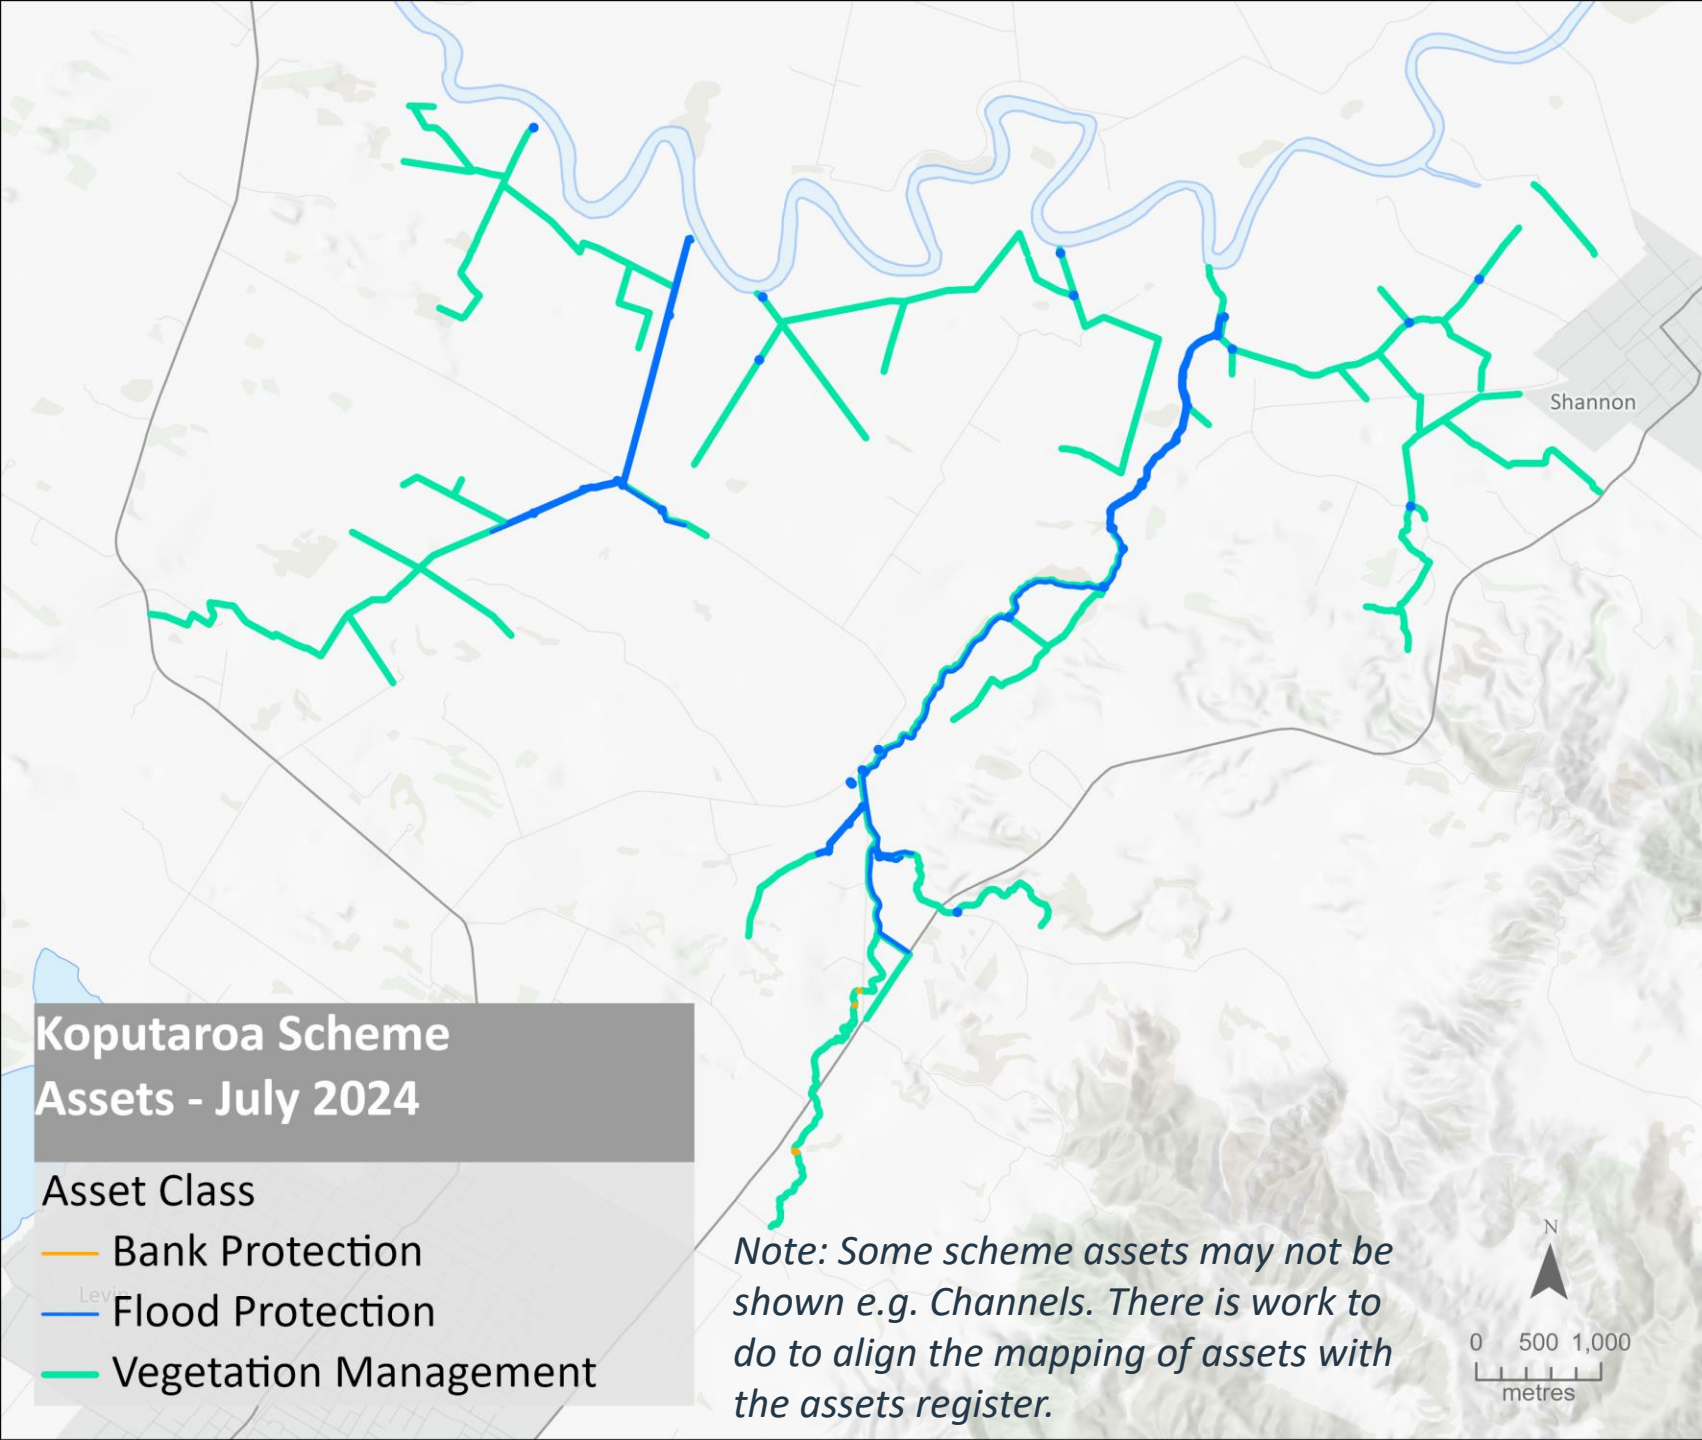 Shannon
Koputaroa Scheme
Assets - July 2024
Asset Class
Bank Protection
Levin
Flood Protection
Vegetation Management
Note: Some scheme assets may not be
shown e.g. Channels. There is work to
do to align the mapping of assets with
the assets register.
N
0 500 1,000
metres